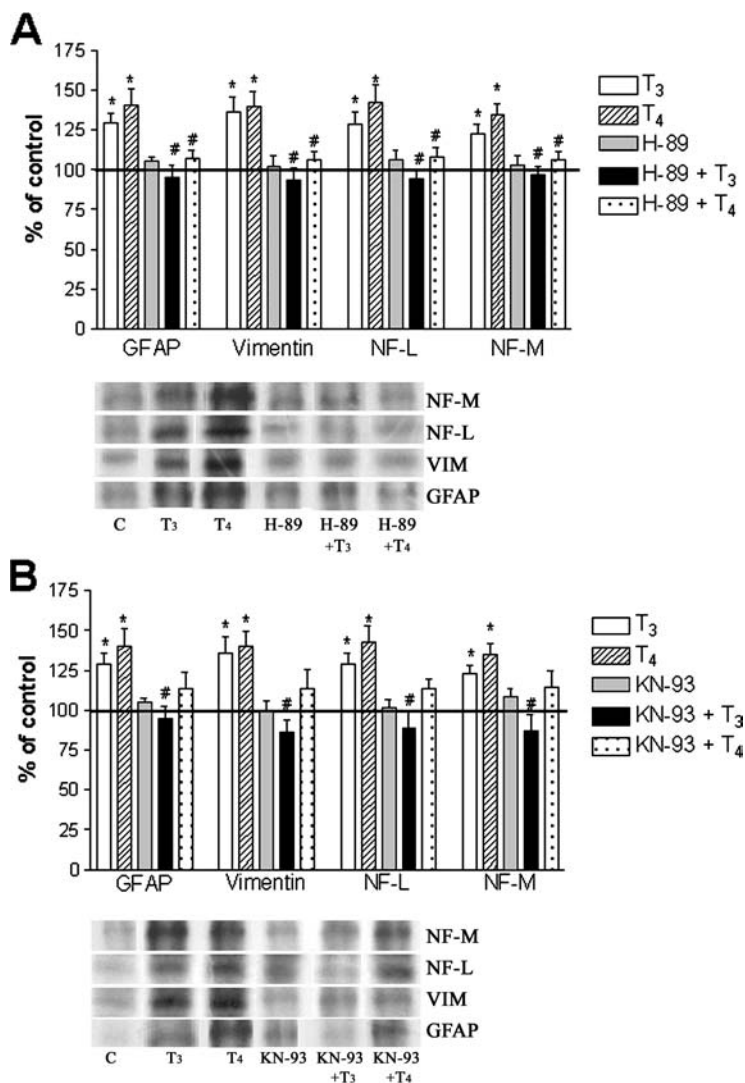 A
% of control
175
150
125
100
75
50
25
0
* * # #
* * # #
* * # #
* * # #
GFAP Vimentin NF-L NF-M
T₃
T₄
H-89
H-89 + T₃
H-89 + T₄
NF-M
NF-L
VIM
GFAP
C T₃ T₄ H-89 H-89 H-89
+T₃ +T₄
B
% of control
175
150
125
100
75
50
25
0
* * #
* * #
* * #
* * #
GFAP Vimentin NF-L NF-M
T₃
T₄
KN-93
KN-93 + T₃
KN-93 + T₄
NF-M
NF-L
VIM
GFAP
C T₃ T₄ KN-93 KN-93 KN-93
+T₃ +T₄